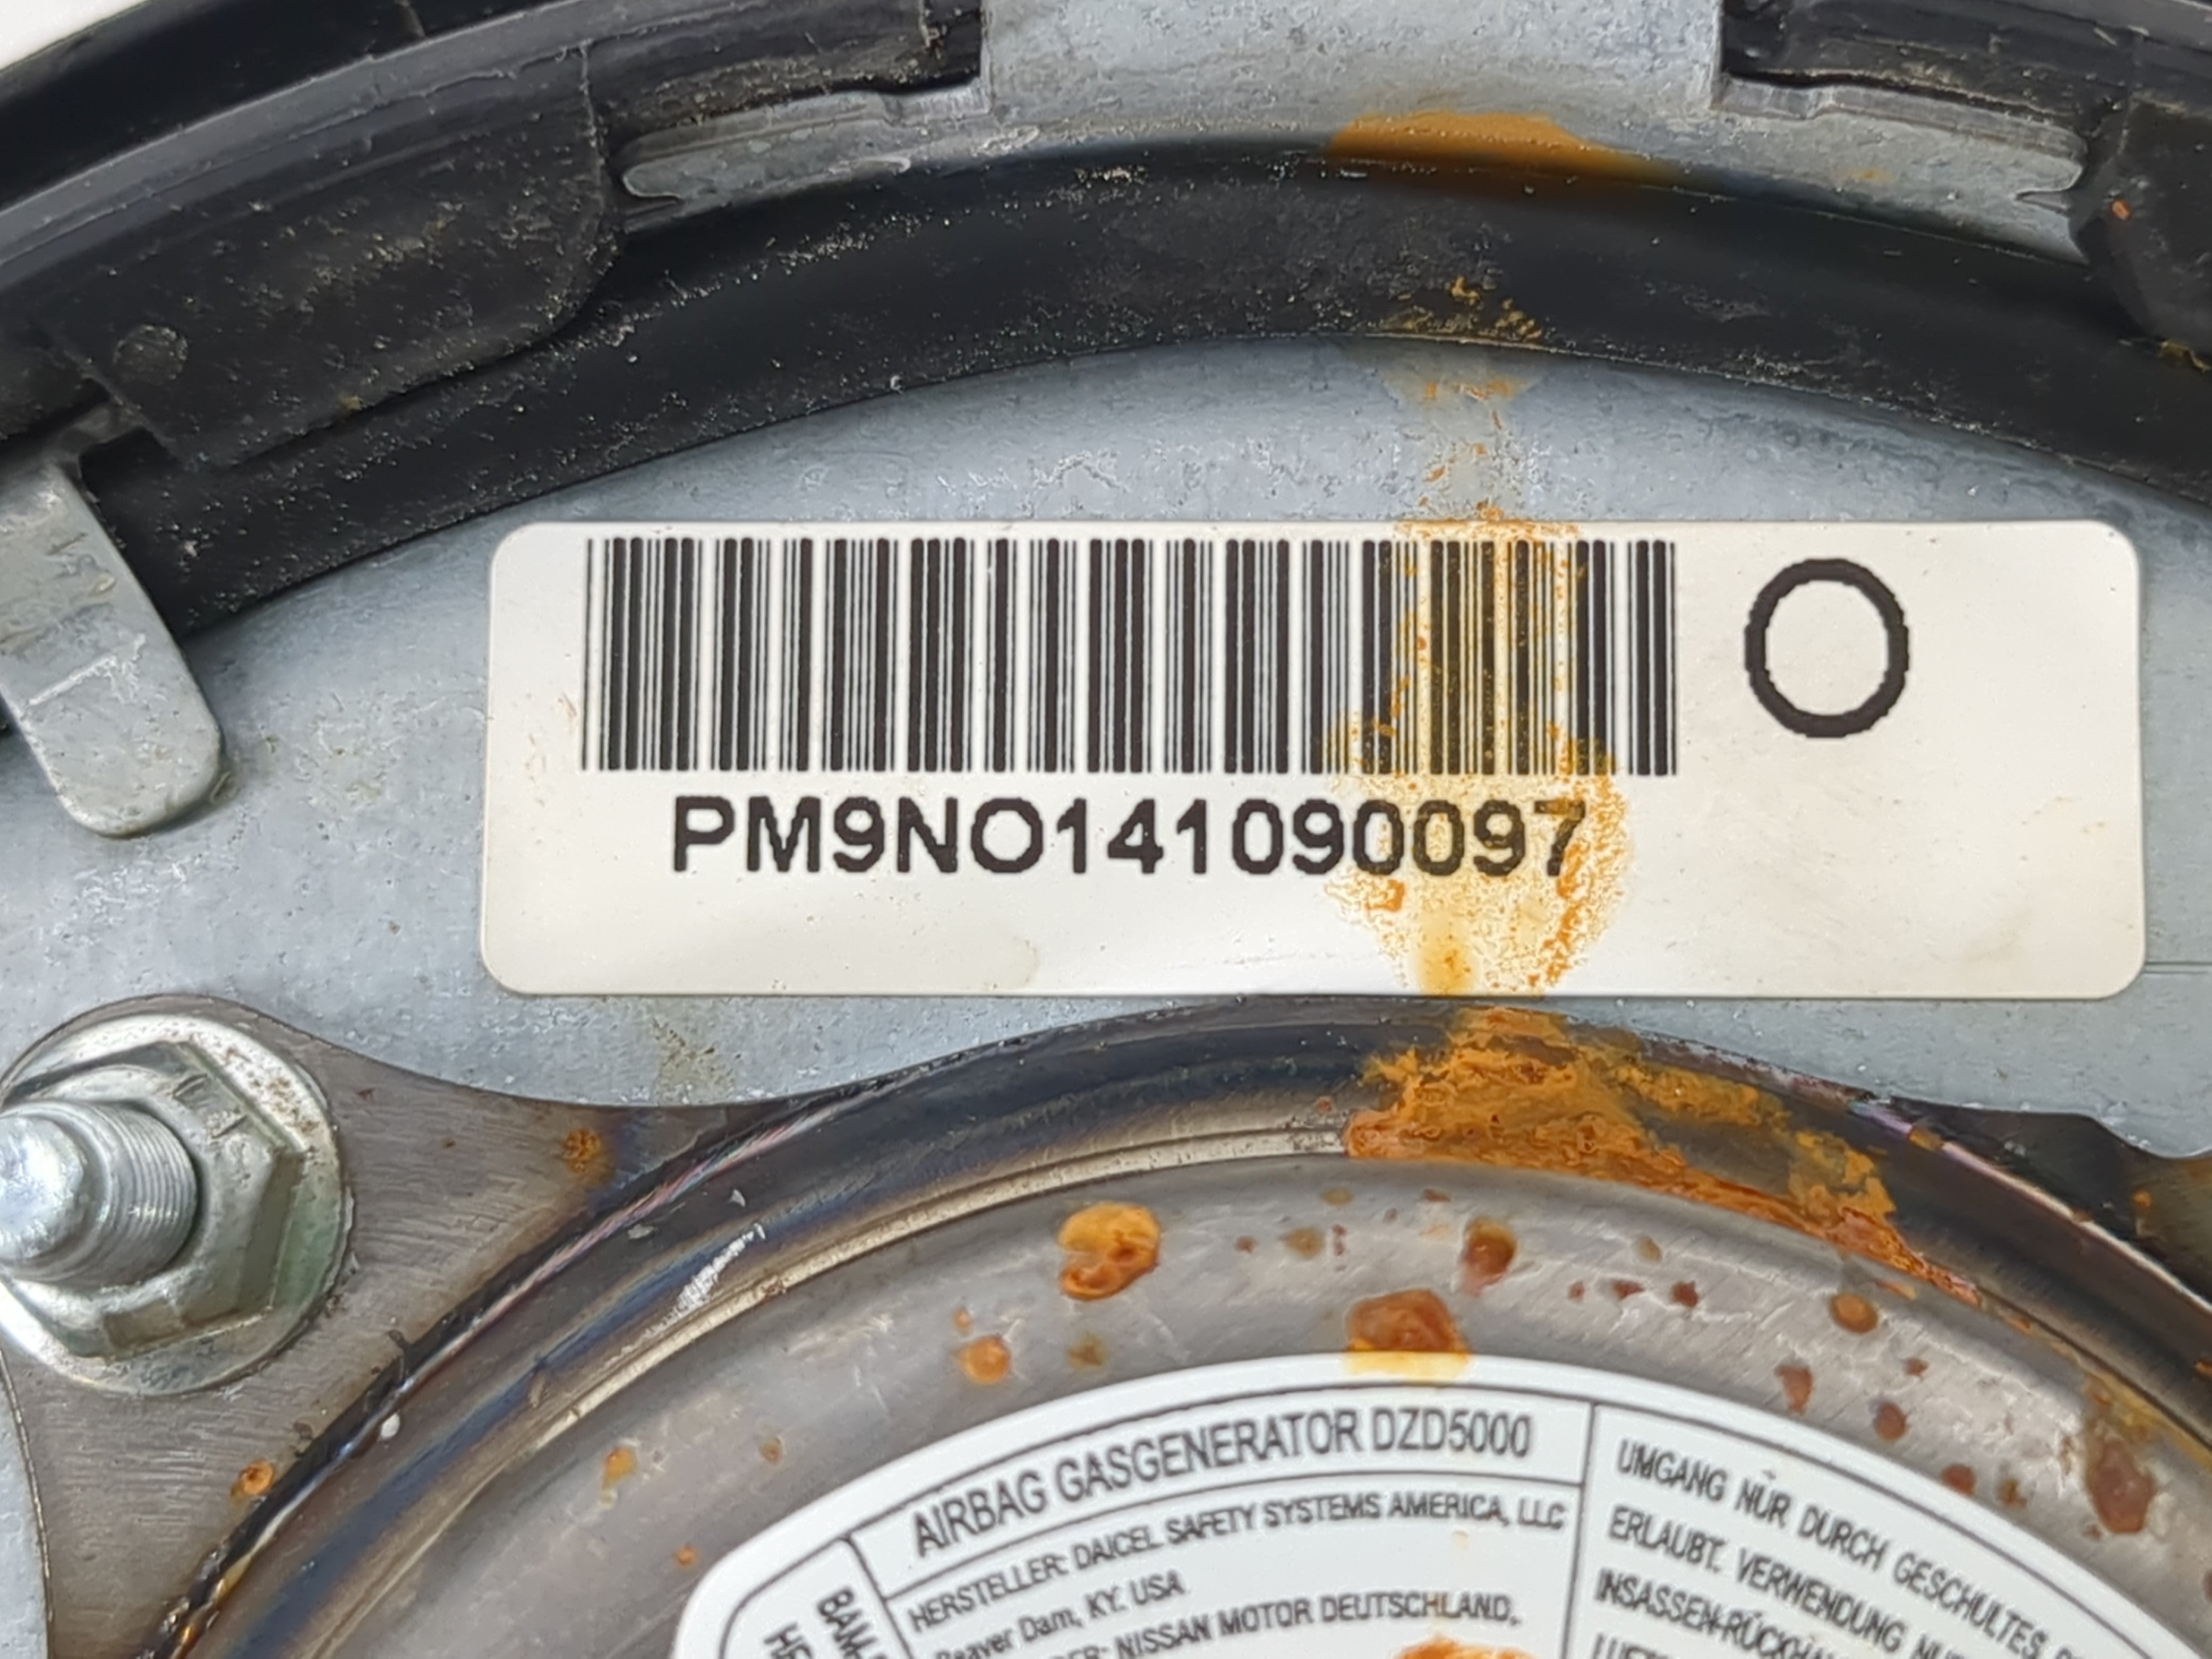 O
PM9NO141090097
AIRBAG GASGENERATOR DZD5000
HERSTELLER: DAICEL SAFETY SYSTEMS AMERICA, LLC
Beaver Dam, KY. USA
NISSAN MOTOR DEUTSCHLAND,
UMGANG NUR DURCH GESCHULTES
ERLAUBT. VERWENDUNG NUR